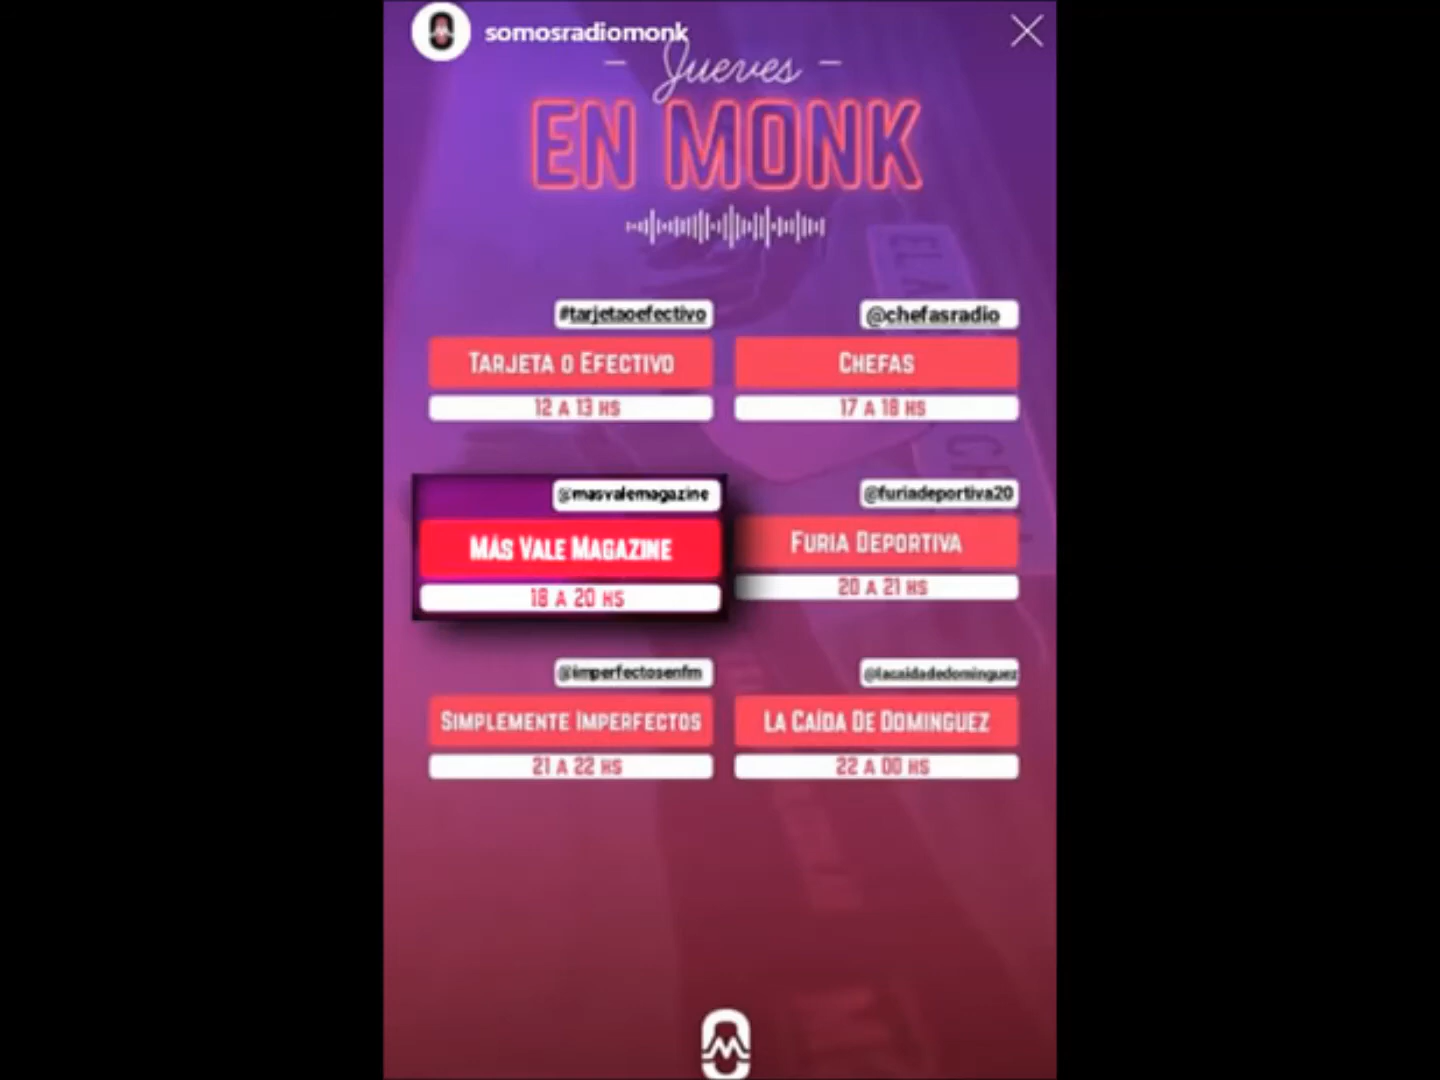 somosradiomonk
Jueves
EN MONK
#tarjetaoefectivo
TARJETA O EFECTIVO
12 A 13 HS
@chefasradio
CHEFAS
17 A 18 HS
@masvalemagazine
MÁS VALE MAGAZINE
18 A 20 HS
@furiadeportiva20
FURIA DEPORTIVA
20 A 21 HS
@imperfectosenfm
SIMPLEMENTE IMPERFECTOS
21 A 22 HS
@lacaidadedominguez
LA CAÍDA DE DOMINGUEZ
22 A 00 HS